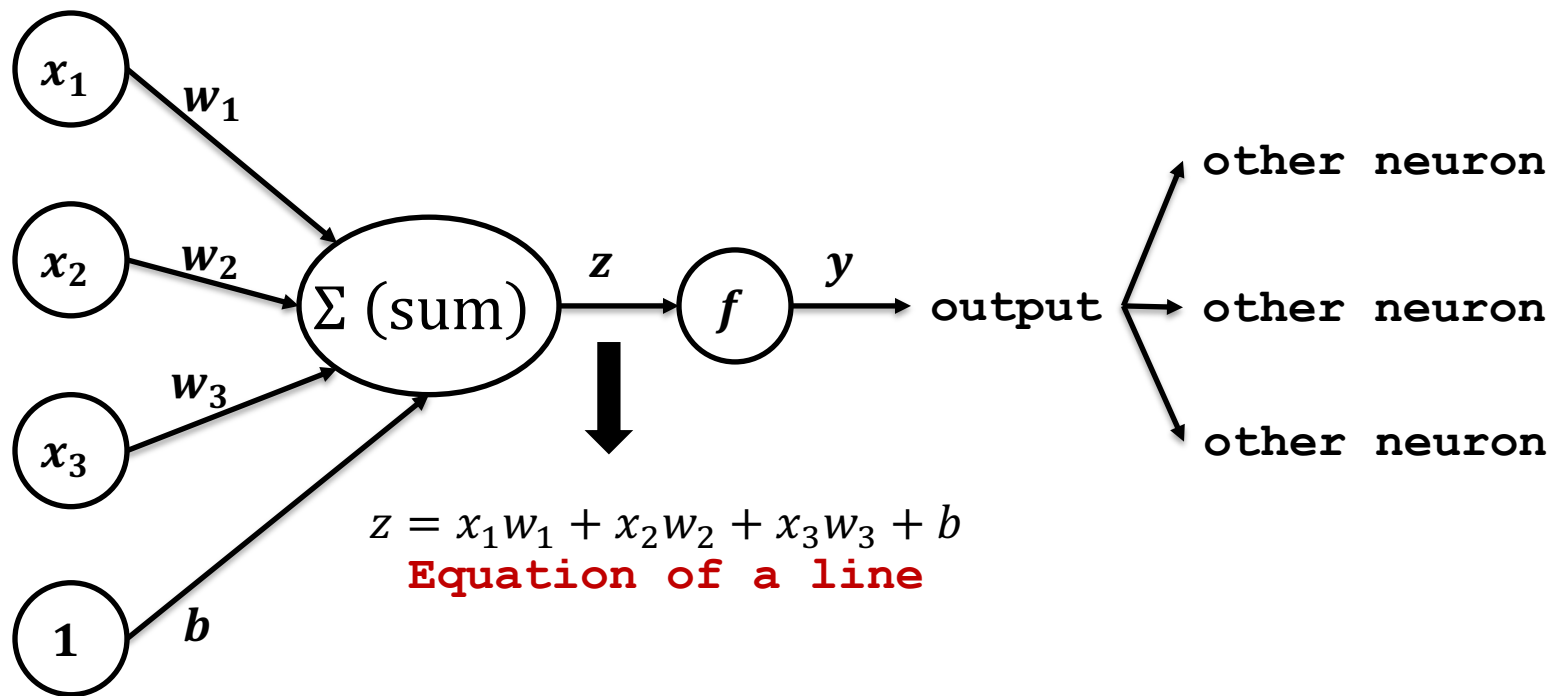 x₁
w₁
x₂
w₂
x₃
w₃
1
b
Σ (sum)
z
f
y
output
other neuron
other neuron
other neuron
z = x₁w₁ + x₂w₂ + x₃w₃ + b
Equation of a line